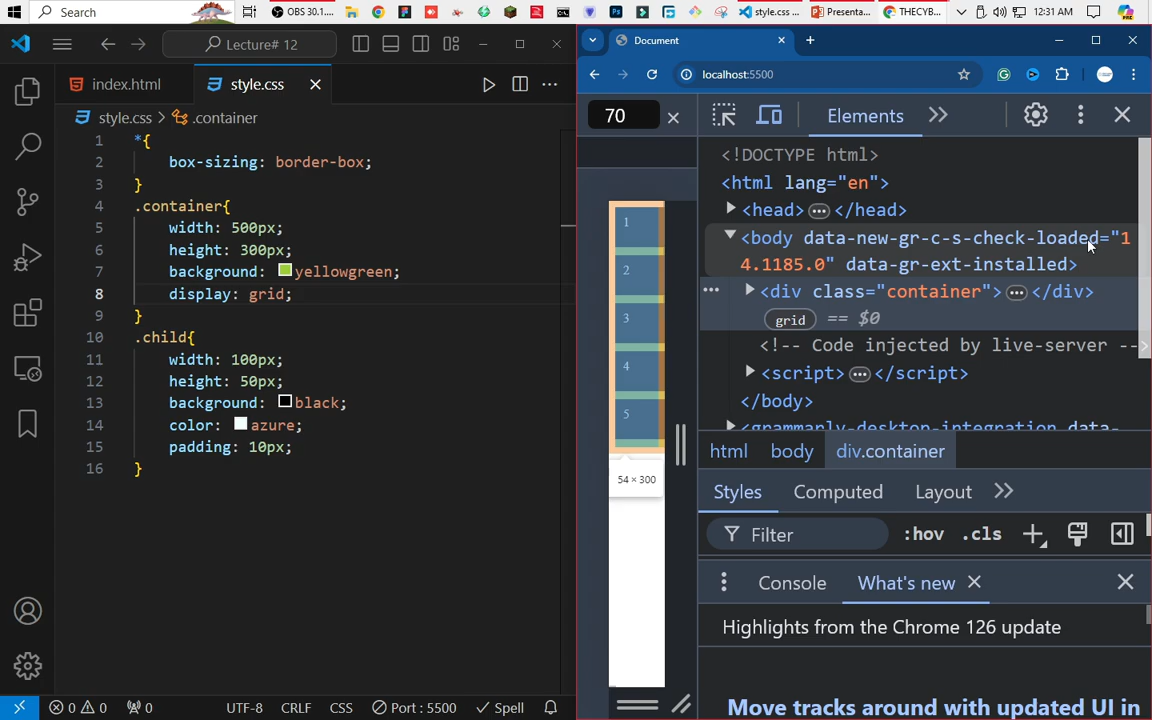 Search
OBS 30.1....
style.css ...
Presenta...
THECYB...
12:31 AM
Lecture# 12
index.html
style.css
style.css > .container
1 *{
2 box-sizing: border-box;
3 }
4 .container{
5 width: 500px;
6 height: 300px;
7 background: yellowgreen;
8 display: grid;
9 }
10 .child{
11 width: 100px;
12 height: 50px;
13 background: black;
14 color: azure;
15 padding: 10px;
16 }
0 0 0
UTF-8
CRLF
CSS
Port : 5500
Spell
Document
localhost:5500
70
Elements
<!DOCTYPE html>
<html lang="en">
<head> </head>
<body data-new-gr-c-s-check-loaded="1
4.1185.0" data-gr-ext-installed>
<div class="container"> </div>
grid == $0
<!-- Code injected by live-server -->
<script> </script>
</body>
<grammarly-desktop-integration data-
1
2
3
4
5
54 × 300
html body div.container
Styles Computed Layout
Filter :hov .cls
Console What's new
Highlights from the Chrome 126 update
Move tracks around with updated UI in